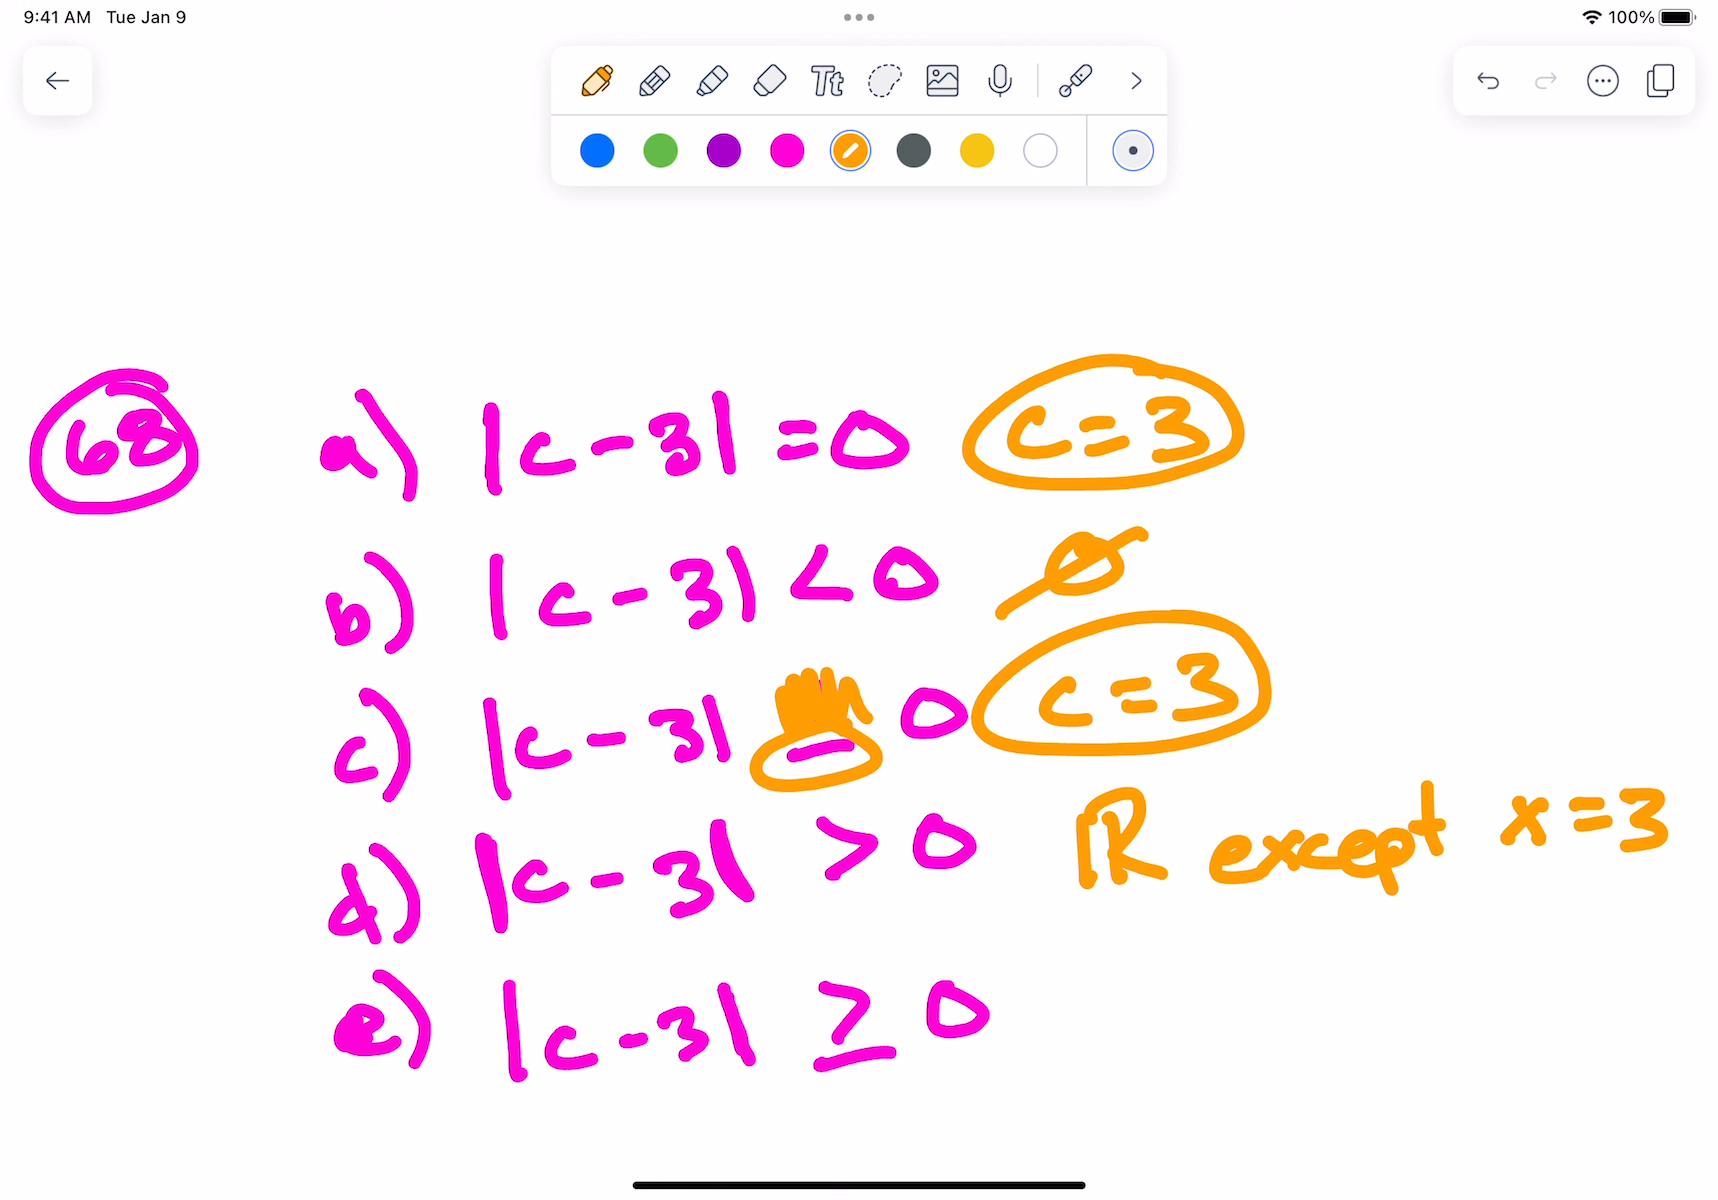 9:41 AM Tue Jan 9
100%
Tt
68 a) |c-3| = 0 c = 3
b) |c-3| < 0 ∅
c) |c-3| _ 0 c = 3
d) |c-3| > 0 ℝ except x = 3
e) |c-3| ≥ 0